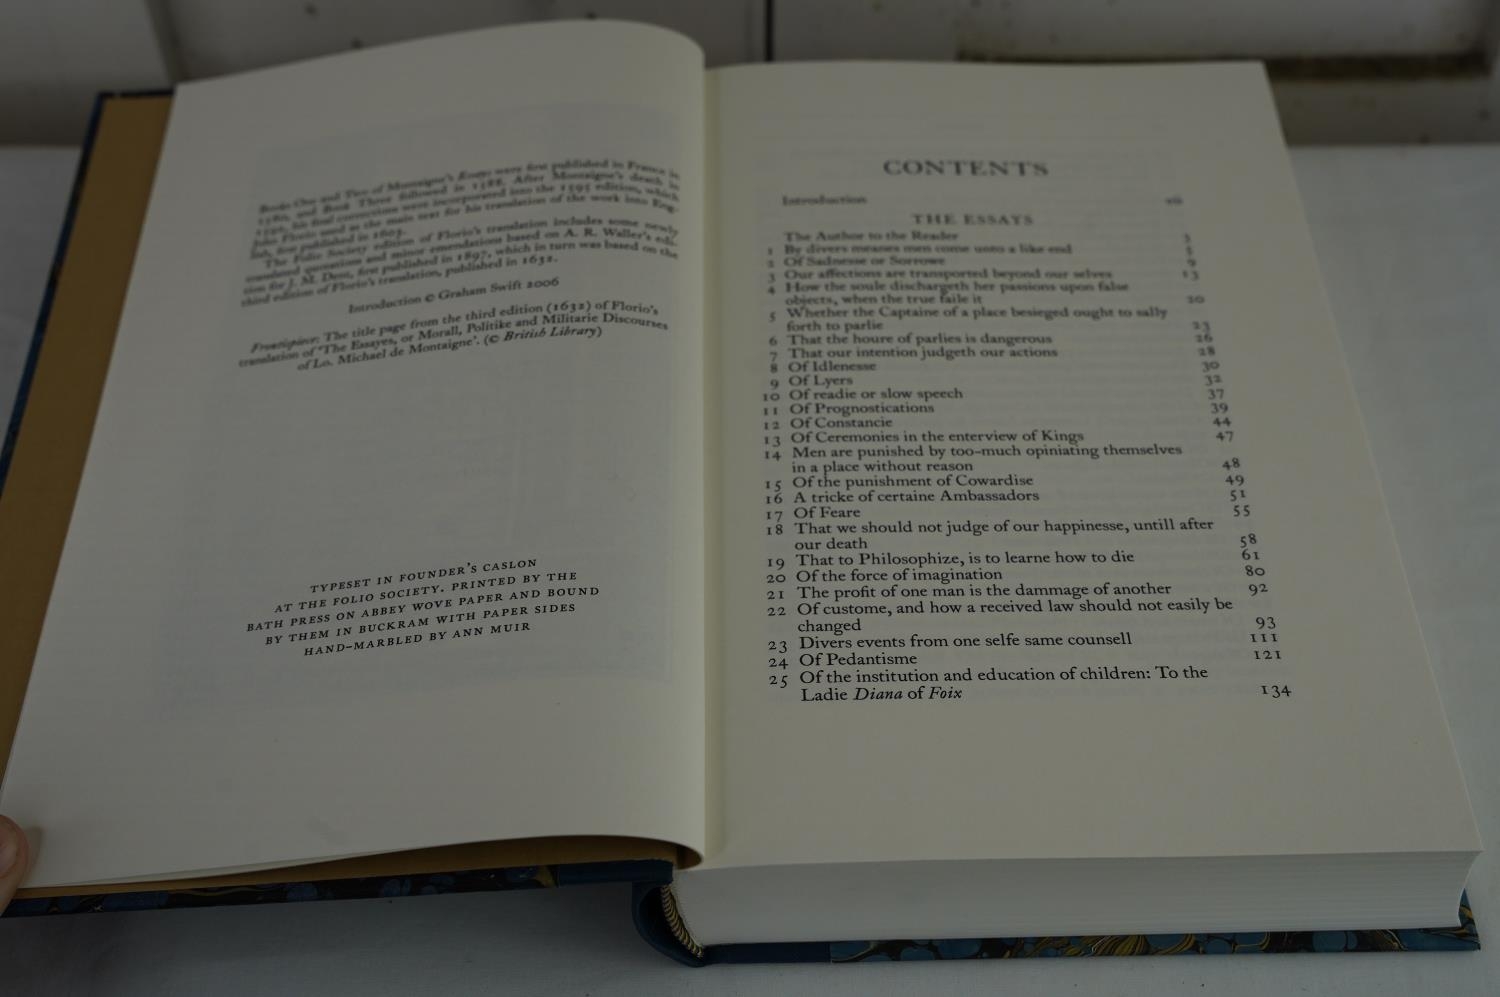 Books One and Two of Montaigne's Essays were first published in France in
1580, and Book Three followed in 1588. After Montaigne's death in
1592, his final corrections were incorporated into the 1595 edition, which
John Florio used as the main text for his translation of the work into Eng-
lish, first published in 1603.
The Folio Society edition of Florio's translation includes some newly
translated quotations and minor emendations based on A. R. Waller's edi-
tion for J. M. Dent, first published in 1897, which in turn was based on the
third edition of Florio's translation, published in 1632.
Introduction © Graham Swift 2006
Frontispiece: The title page from the third edition (1632) of Florio's
translation of 'The Essayes, or Morall, Politike and Militarie Discourses
of Lo. Michael de Montaigne'. (© British Library)
TYPESET IN FOUNDER'S CASLON
AT THE FOLIO SOCIETY. PRINTED BY THE
BATH PRESS ON ABBEY WOVE PAPER AND BOUND
BY THEM IN BUCKRAM WITH PAPER SIDES
HAND-MARBLED BY ANN MUIR
CONTENTS
Introduction vii
THE ESSAYS
The Author to the Reader 3
1 By divers meanes men come unto a like end 5
2 Of Sadnesse or Sorrowe 9
3 Our affections are transported beyond our selves 13
4 How the soule dischargeth her passions upon false
objects, when the true faile it 20
5 Whether the Captaine of a place besieged ought to sally
forth to parlie 23
6 That the houre of parlies is dangerous 26
7 That our intention judgeth our actions 28
8 Of Idlenesse 30
9 Of Lyers 32
10 Of readie or slow speech 37
11 Of Prognostications 39
12 Of Constancie 44
13 Of Ceremonies in the enterview of Kings 47
14 Men are punished by too-much opiniating themselves
in a place without reason 48
15 Of the punishment of Cowardise 49
16 A tricke of certaine Ambassadors 51
17 Of Feare 55
18 That we should not judge of our happinesse, untill after
our death 58
19 That to Philosophize, is to learne how to die 61
20 Of the force of imagination 80
21 The profit of one man is the dammage of another 92
22 Of custome, and how a received law should not easily be
changed 93
23 Divers events from one selfe same counsell 111
24 Of Pedantisme 121
25 Of the institution and education of children: To the
Ladie Diana of Foix 134